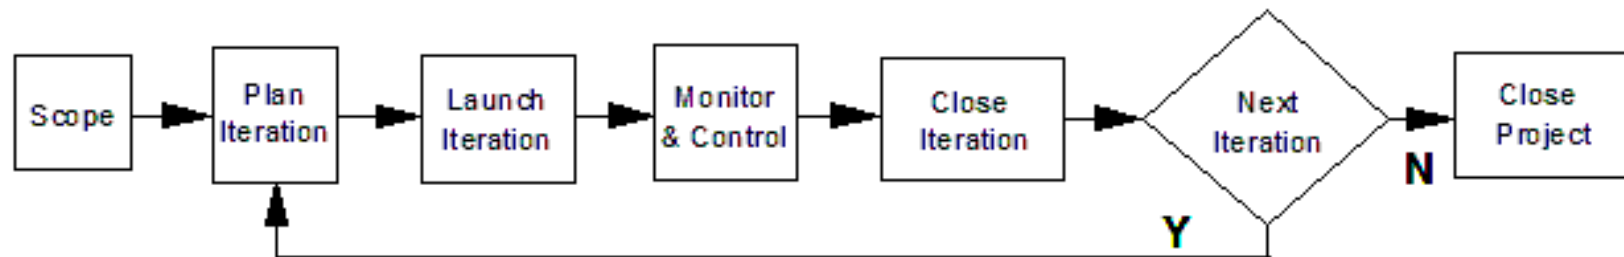 Scope
Plan
Iteration
Launch
Iteration
Monitor
& Control
Close
Iteration
Next
Iteration
Close
Project
N
Y